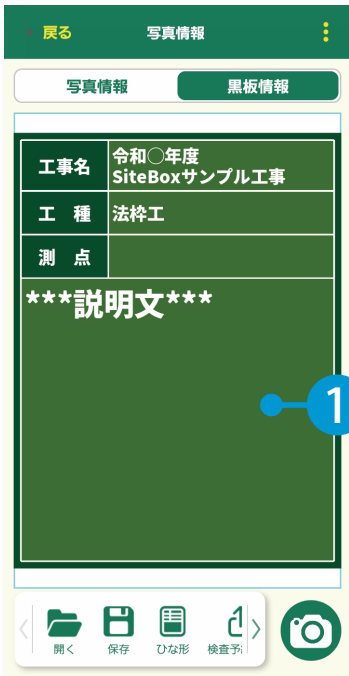 戻る
写真情報
写真情報
黒板情報
工事名
令和○年度
SiteBoxサンプル工事
工 種
法枠工
測 点
***説明文***
1
開く
保存
ひな形
検査予